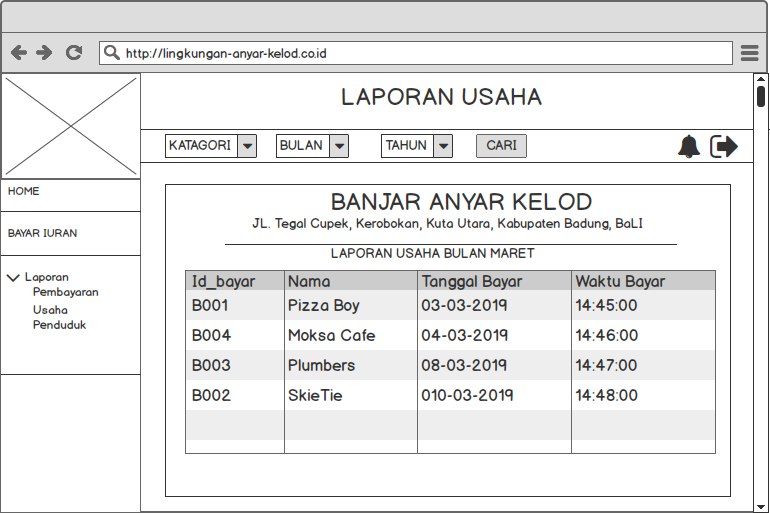 http://lingkungan-anyar-kelod.co.id
LAPORAN USAHA
KATAGORI BULAN TAHUN CARI
HOME
BAYAR IURAN
Laporan
Pembayaran
Usaha
Penduduk
BANJAR ANYAR KELOD
JL. Tegal Cupek, Kerobokan, Kuta Utara, Kabupaten Badung, BaLI
LAPORAN USAHA BULAN MARET
Id_bayar Nama Tanggal Bayar Waktu Bayar
B001 Pizza Boy 03-03-2019 14:45:00
B004 Moksa Cafe 04-03-2019 14:46:00
B003 Plumbers 08-03-2019 14:47:00
B002 SkieTie 010-03-2019 14:48:00